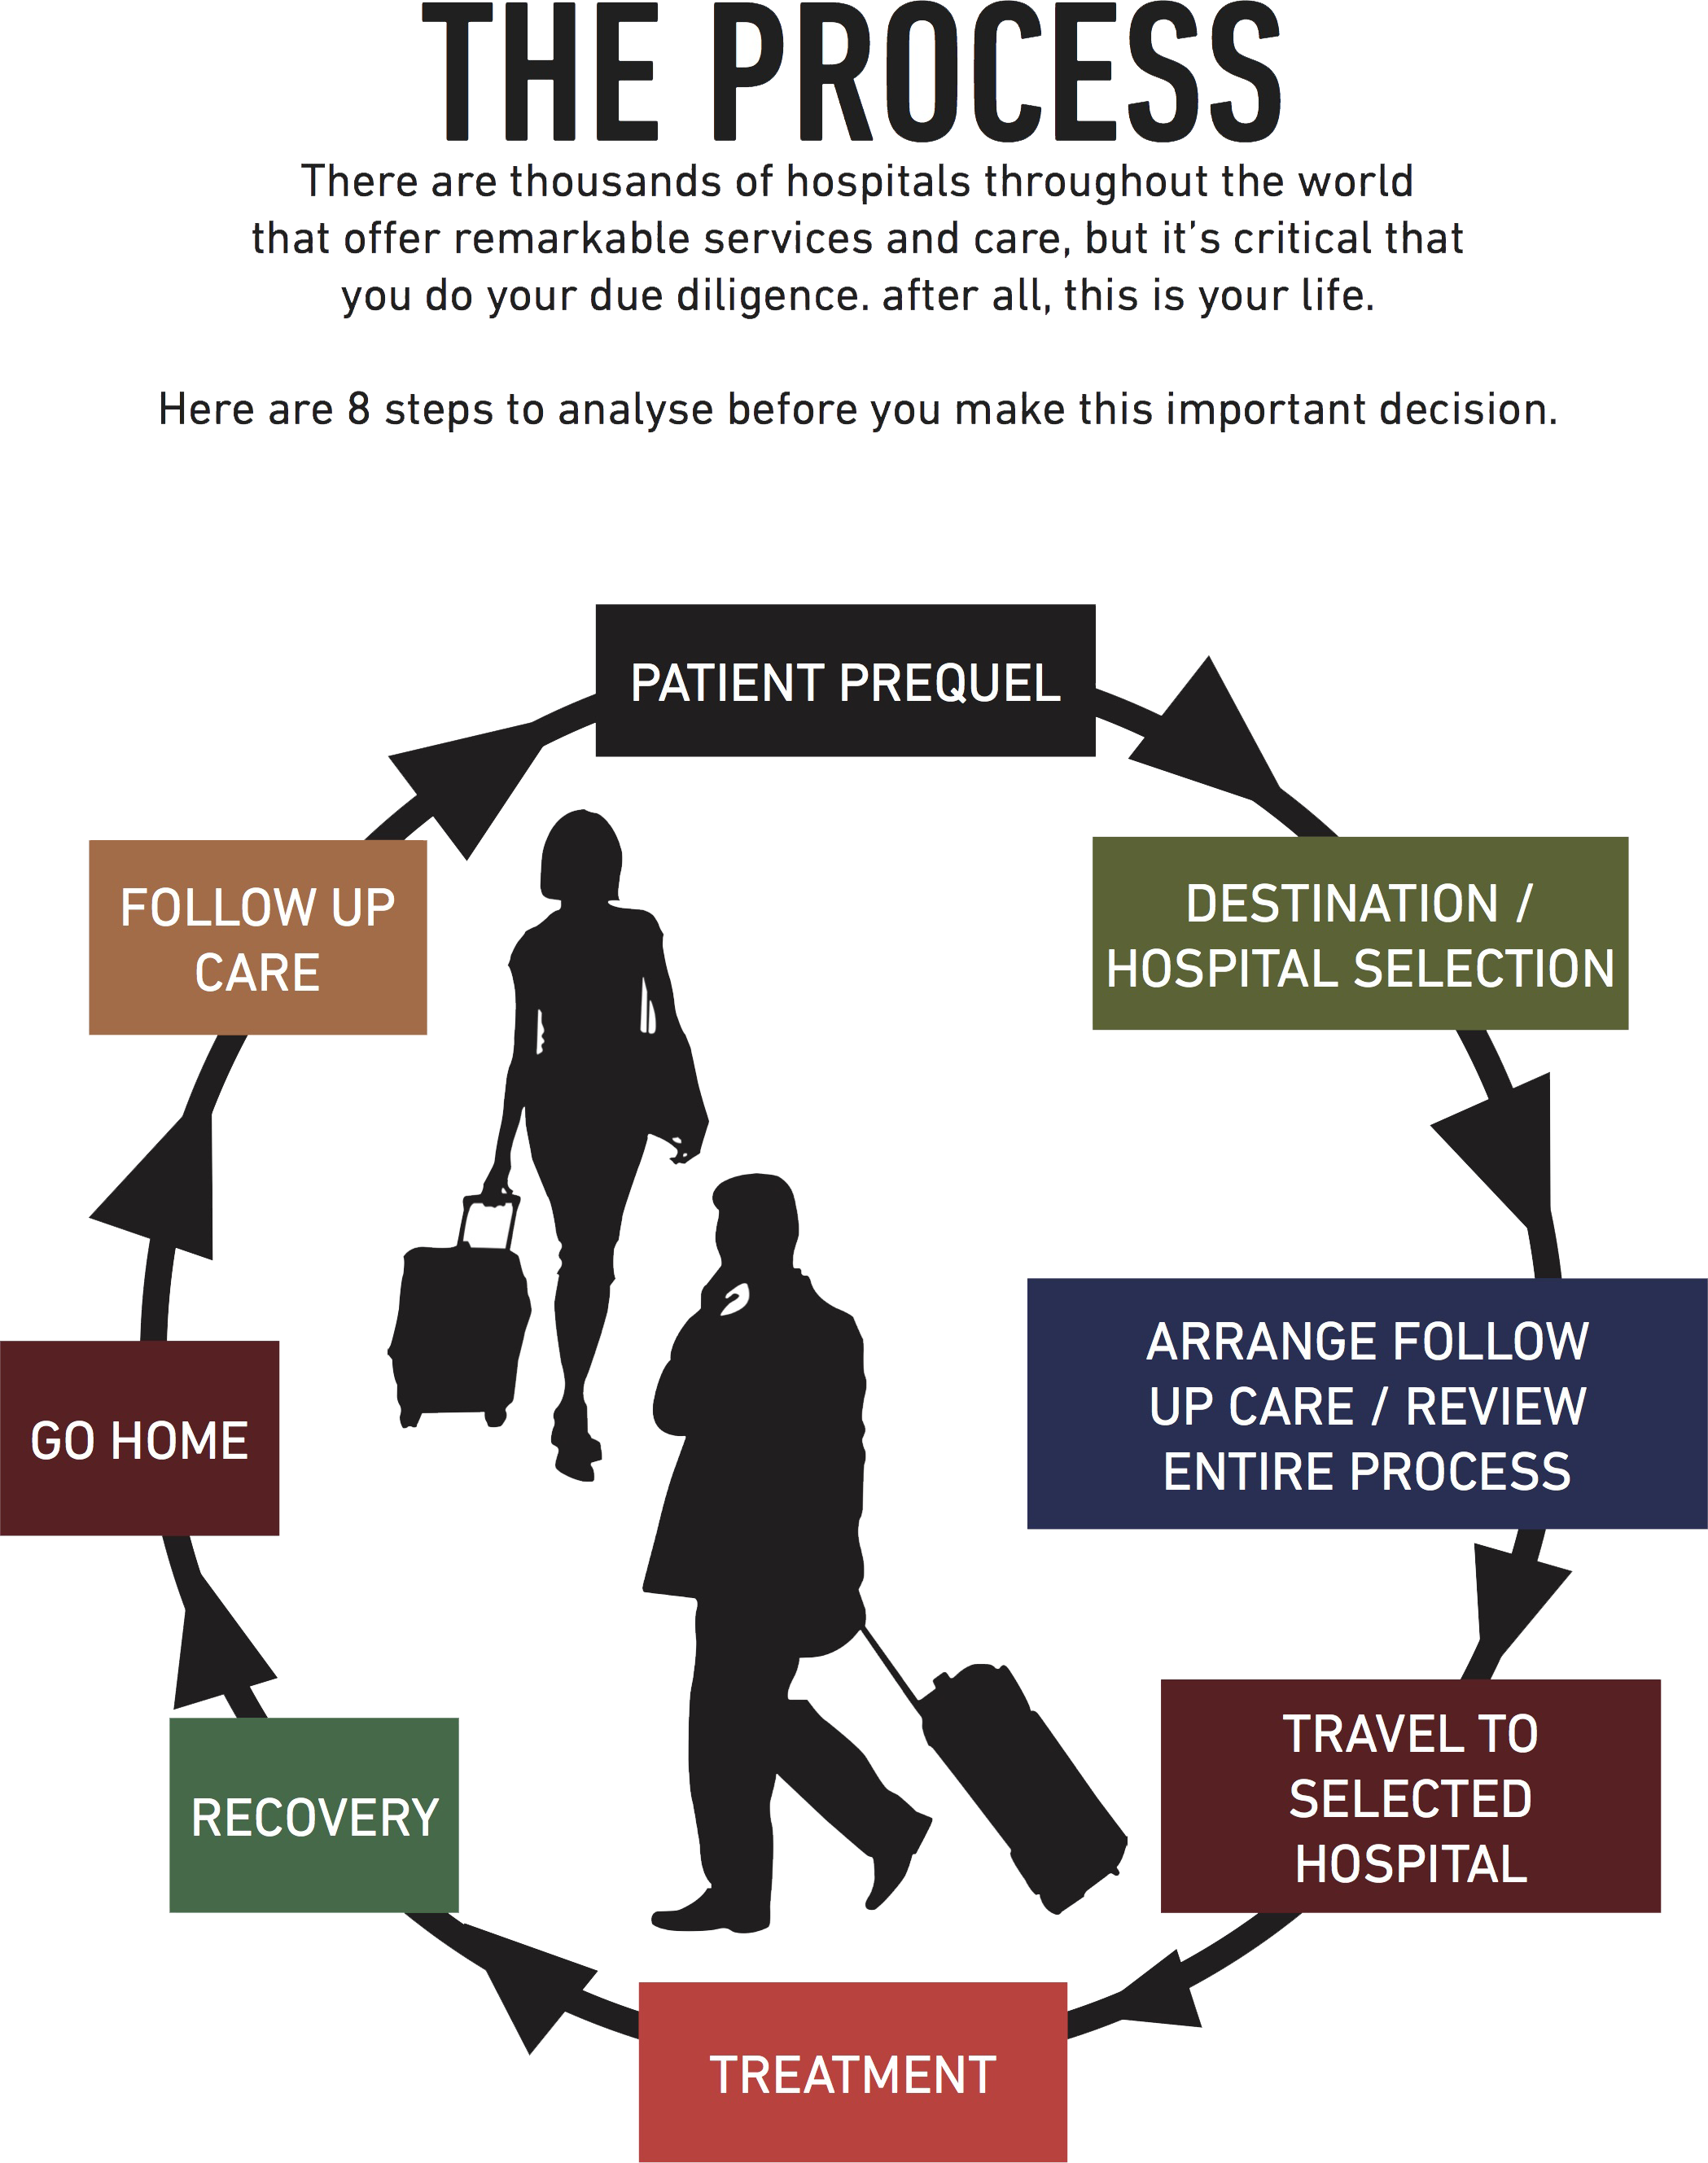 THE PROCESS
There are thousands of hospitals throughout the world
that offer remarkable services and care, but it’s critical that
you do your due diligence. after all, this is your life.
Here are 8 steps to analyse before you make this important decision.
PATIENT PREQUEL
DESTINATION /
HOSPITAL SELECTION
ARRANGE FOLLOW
UP CARE / REVIEW
ENTIRE PROCESS
TRAVEL TO
SELECTED
HOSPITAL
TREATMENT
RECOVERY
GO HOME
FOLLOW UP
CARE